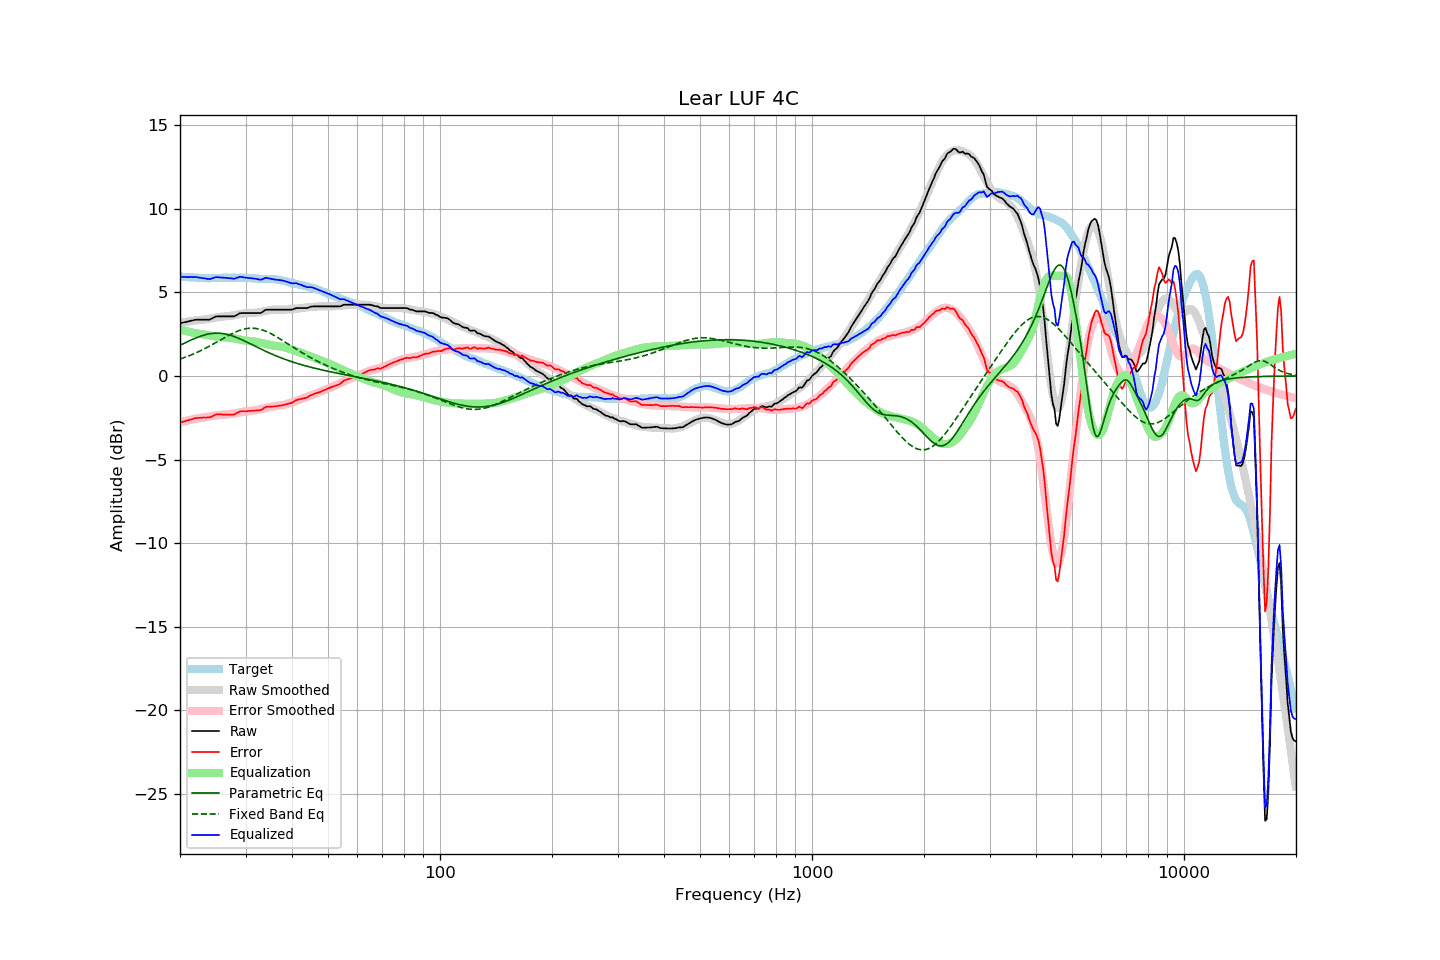 Lear LUF 4C
15
10
5
0
−5
−10
−15
−20
−25
Amplitude (dBr)
100
1000
10000
Frequency (Hz)
Target
Raw Smoothed
Error Smoothed
Raw
Error
Equalization
Parametric Eq
Fixed Band Eq
Equalized